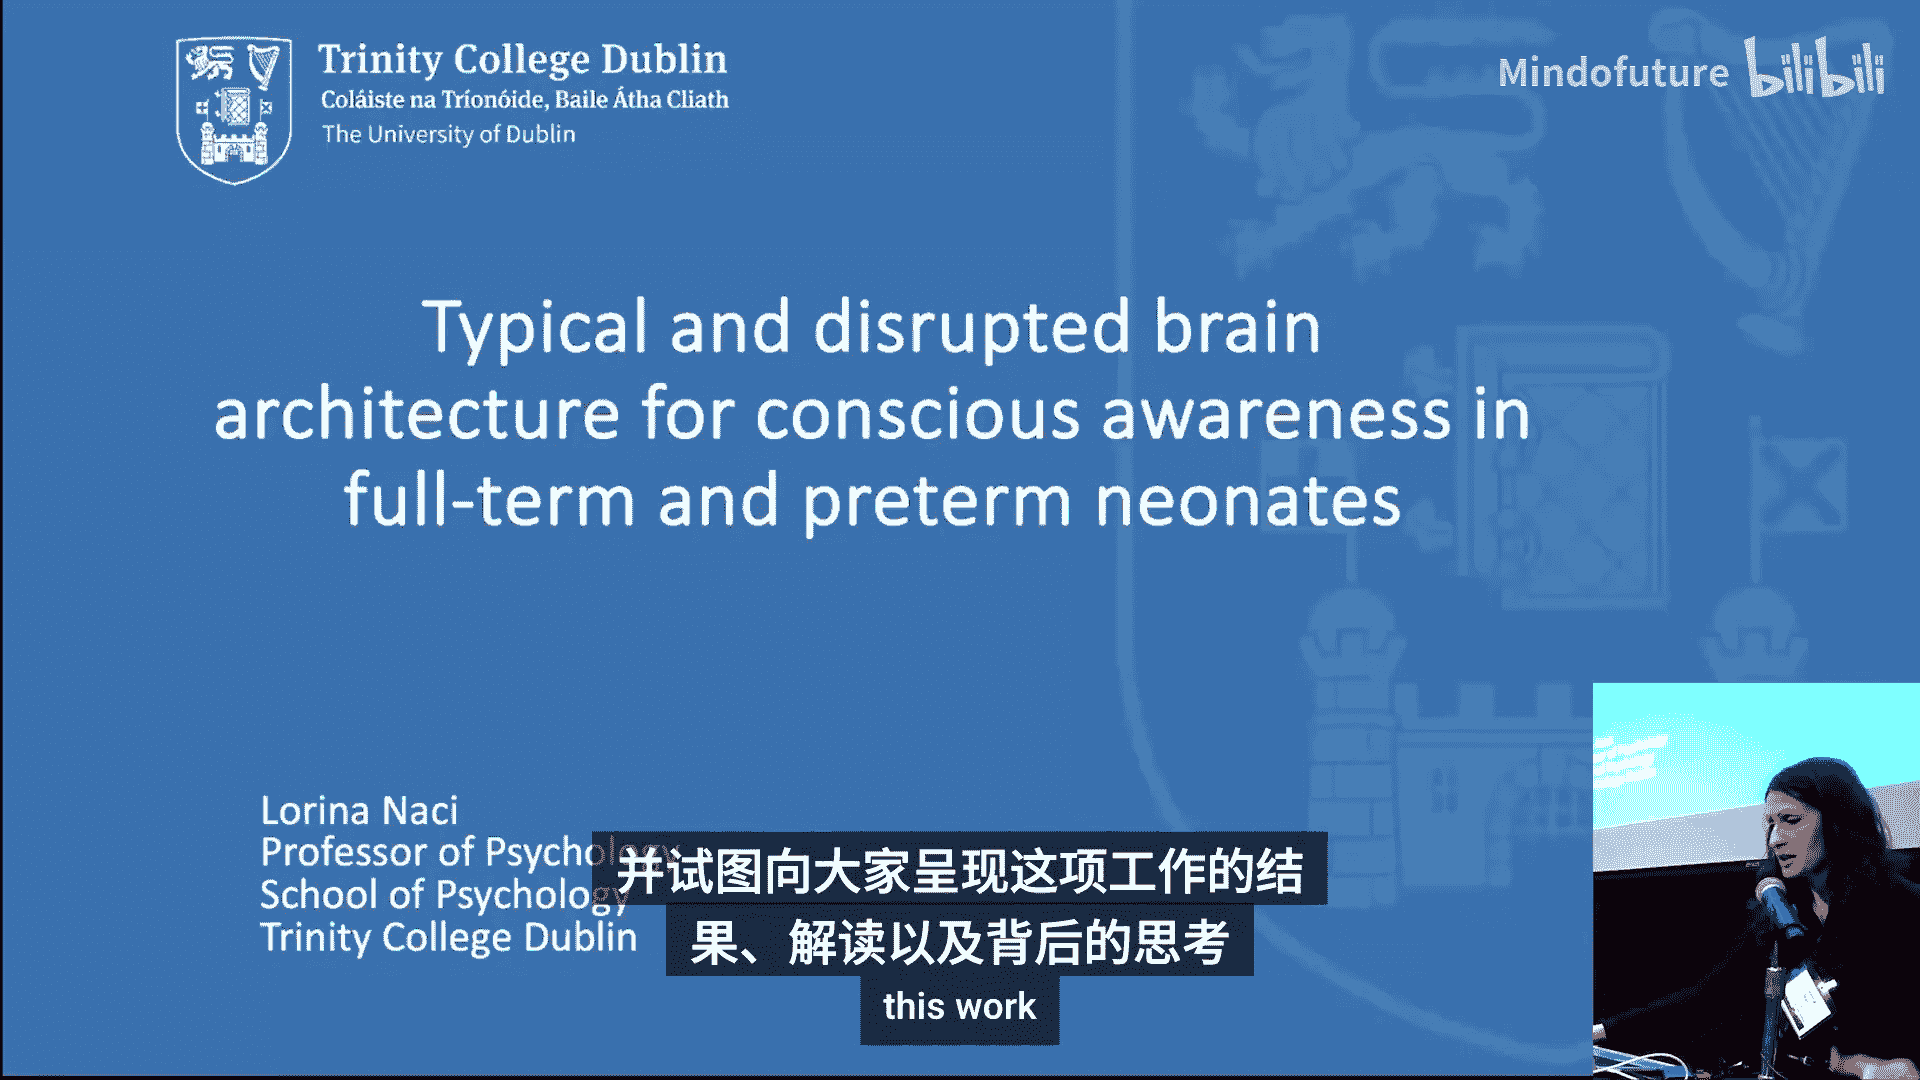 Trinity College Dublin
Coláiste na Tríonóide, Baile Átha Cliath
The University of Dublin
Mindofuture bilibili
Typical and disrupted brain
architecture for conscious awareness in
full-term and preterm neonates
Lorina Naci
Professor of Psychology
School of Psychology
Trinity College Dublin
并试图向大家呈现这项工作的结
果、解读以及背后的思考
this work